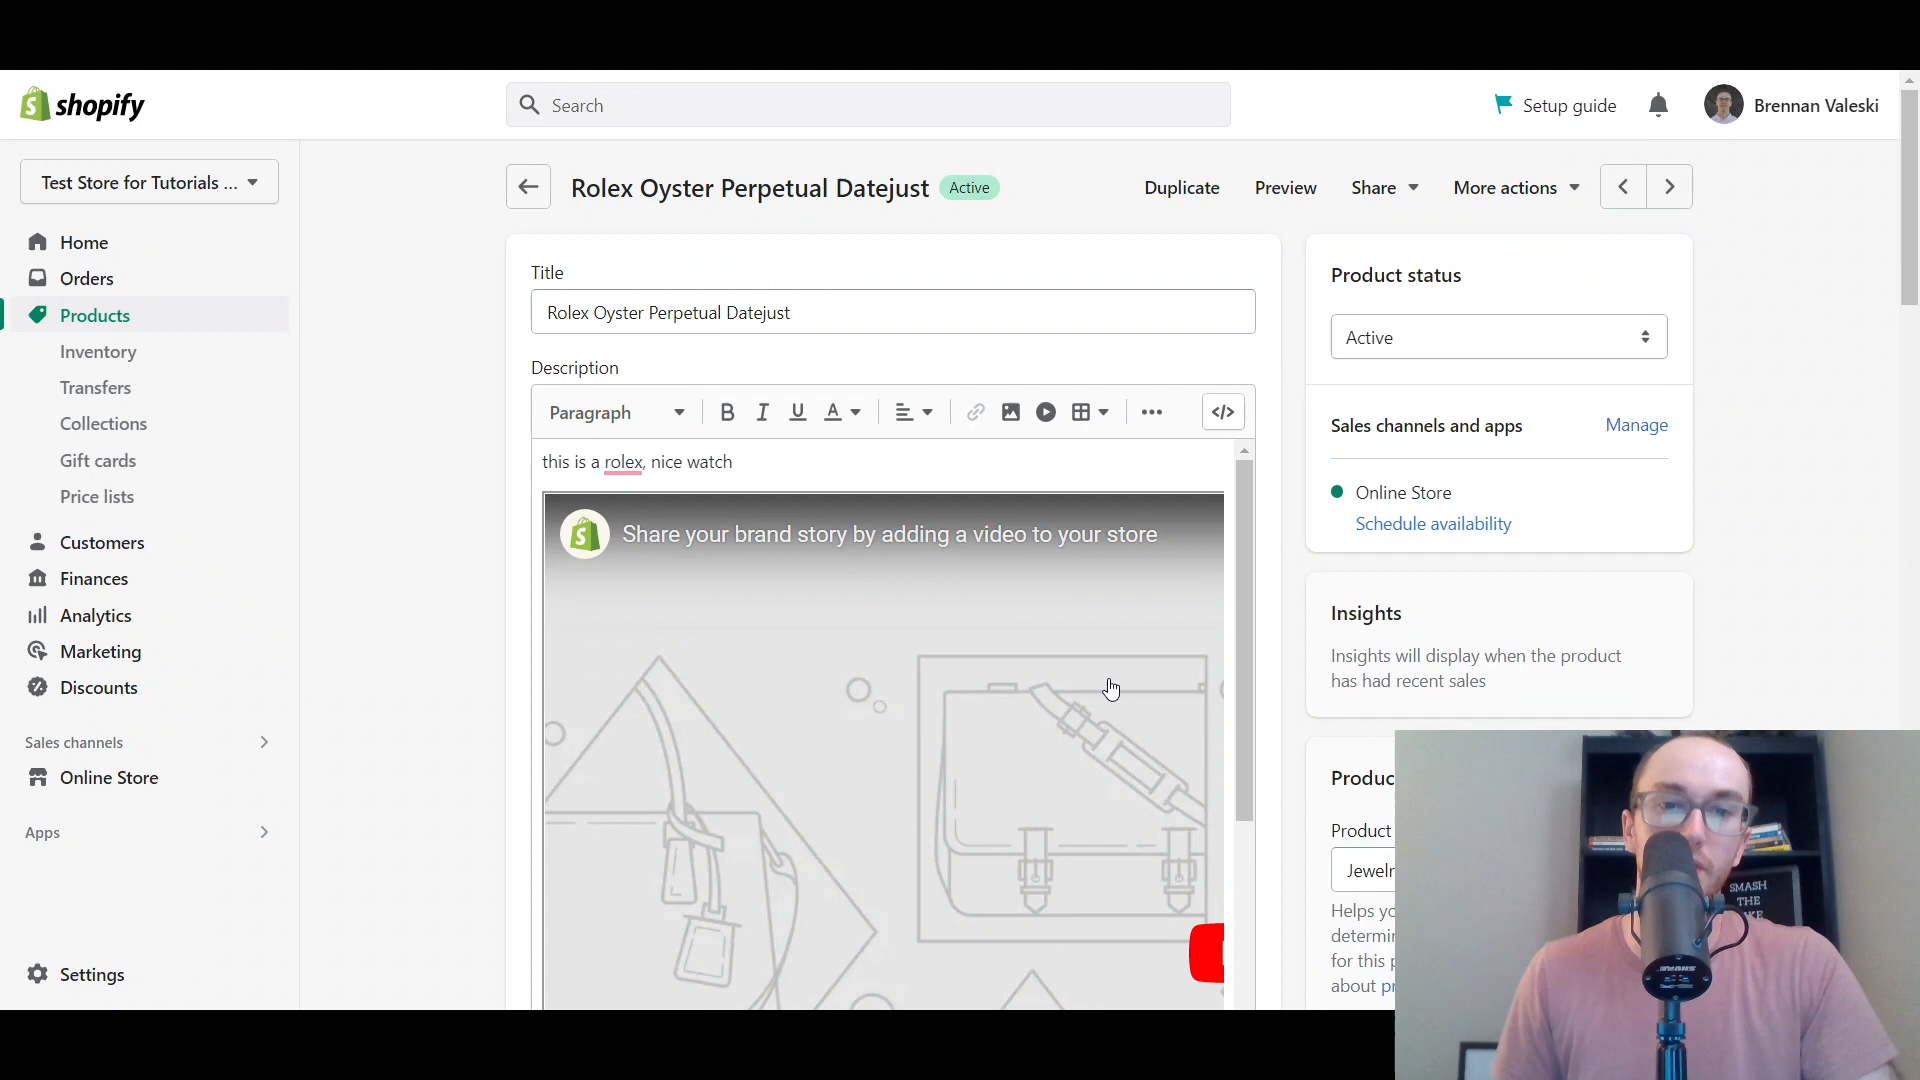 shopify
Search
Setup guide
Brennan Valeski
Test Store for Tutorials ...
Rolex Oyster Perpetual Datejust
Active
Duplicate
Preview
Share
More actions
Home
Orders
Products
Inventory
Transfers
Collections
Gift cards
Price lists
Customers
Finances
Analytics
Marketing
Discounts
Sales channels
Online Store
Apps
Settings
Title
Rolex Oyster Perpetual Datejust
Description
Paragraph
B I U A
this is a rolex, nice watch
Share your brand story by adding a video to your store
Product status
Active
Sales channels and apps
Manage
Online Store
Schedule availability
Insights
Insights will display when the product
has had recent sales
Produc
Product
Jewelr
Helps yo
determi
for this p
about pr
SMASH
THE
SHURE